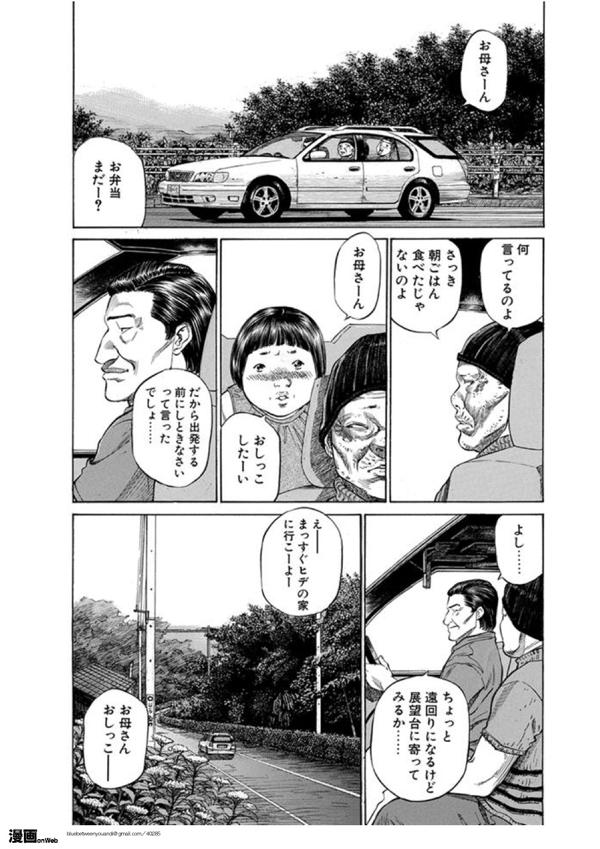 お母さーん
お弁当
まだー？
何
言ってるのよ
さっき
朝ごはん
食べたじゃ
ないのよ
お母さーん
おしっこ
したーい
だから出発する
前にしときなさい
って言った
でしょ……
よし……
ちょっと
遠回りになるけど
展望台に寄って
みるか……
えー
まっすぐヒデの家
に行こーよー
お母さん
おしっこ——
漫画 on Web
bluebetweenyouandi@gmail.com / 40285